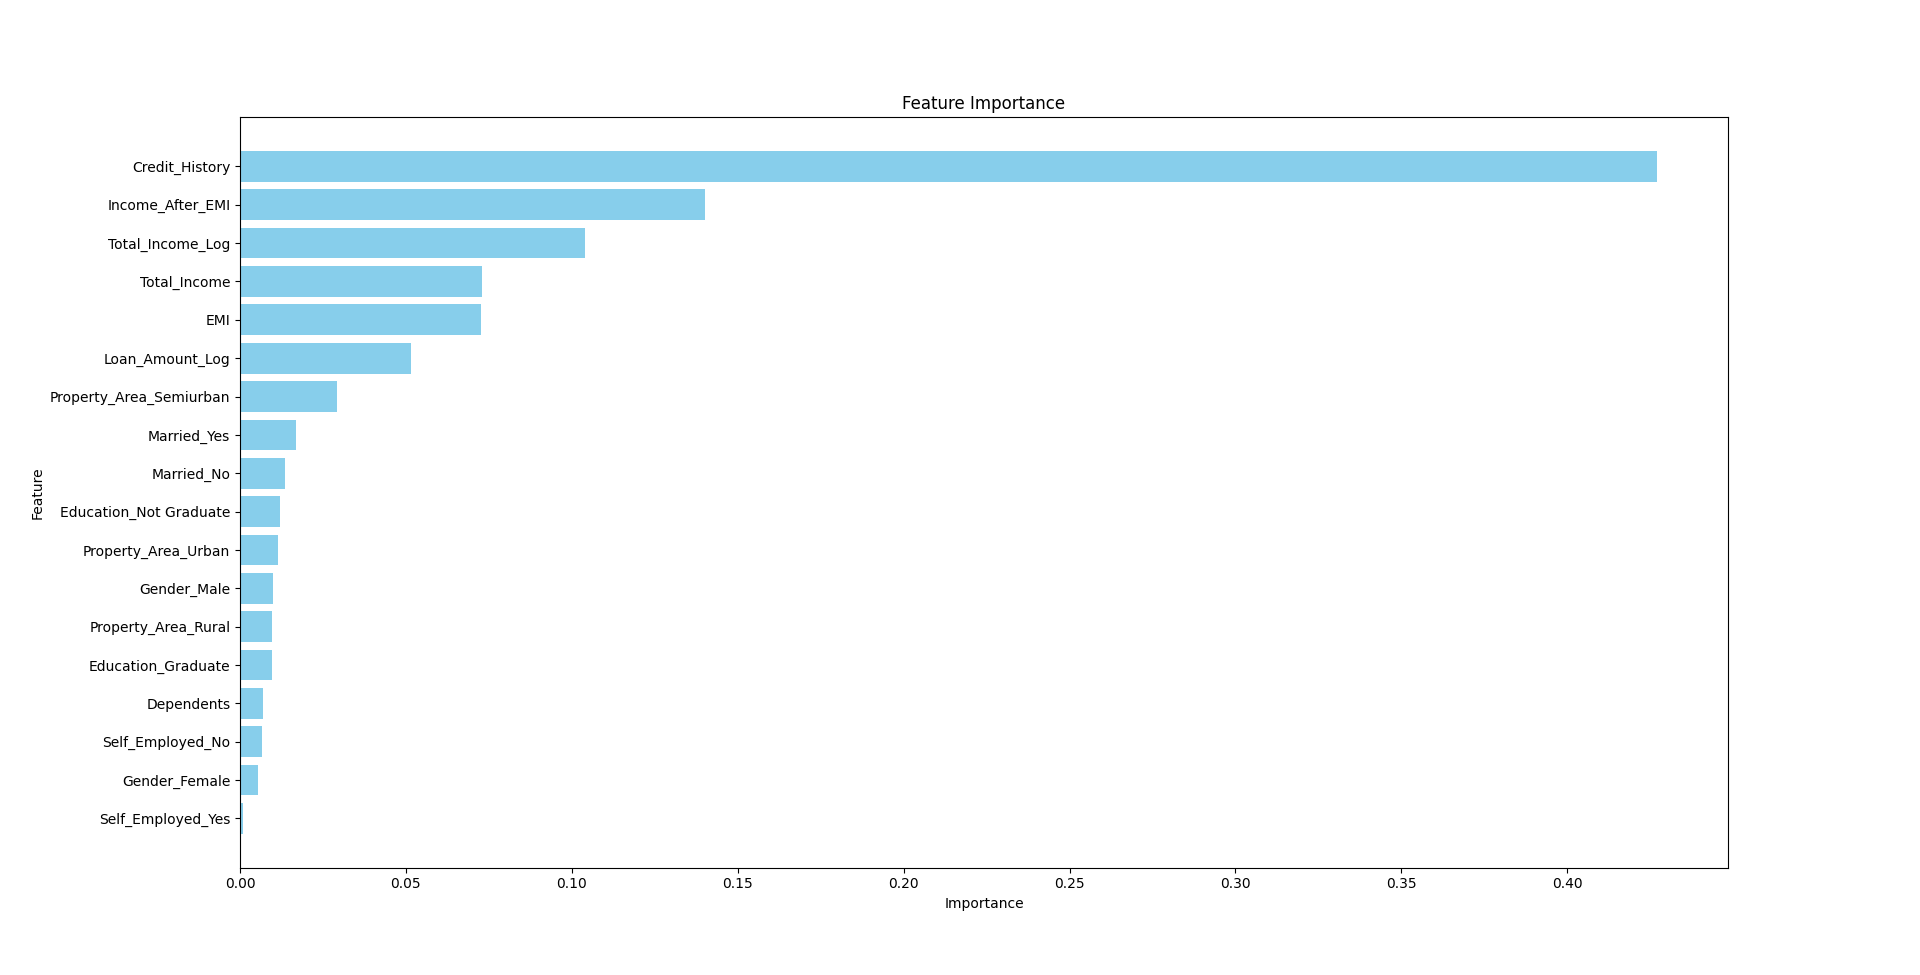 Feature Importance
Credit_History
Income_After_EMI
Total_Income_Log
Total_Income
EMI
Loan_Amount_Log
Property_Area_Semiurban
Married_Yes
Married_No
Education_Not Graduate
Property_Area_Urban
Gender_Male
Property_Area_Rural
Education_Graduate
Dependents
Self_Employed_No
Gender_Female
Self_Employed_Yes
Feature
0.00 0.05 0.10 0.15 0.20 0.25 0.30 0.35 0.40
Importance